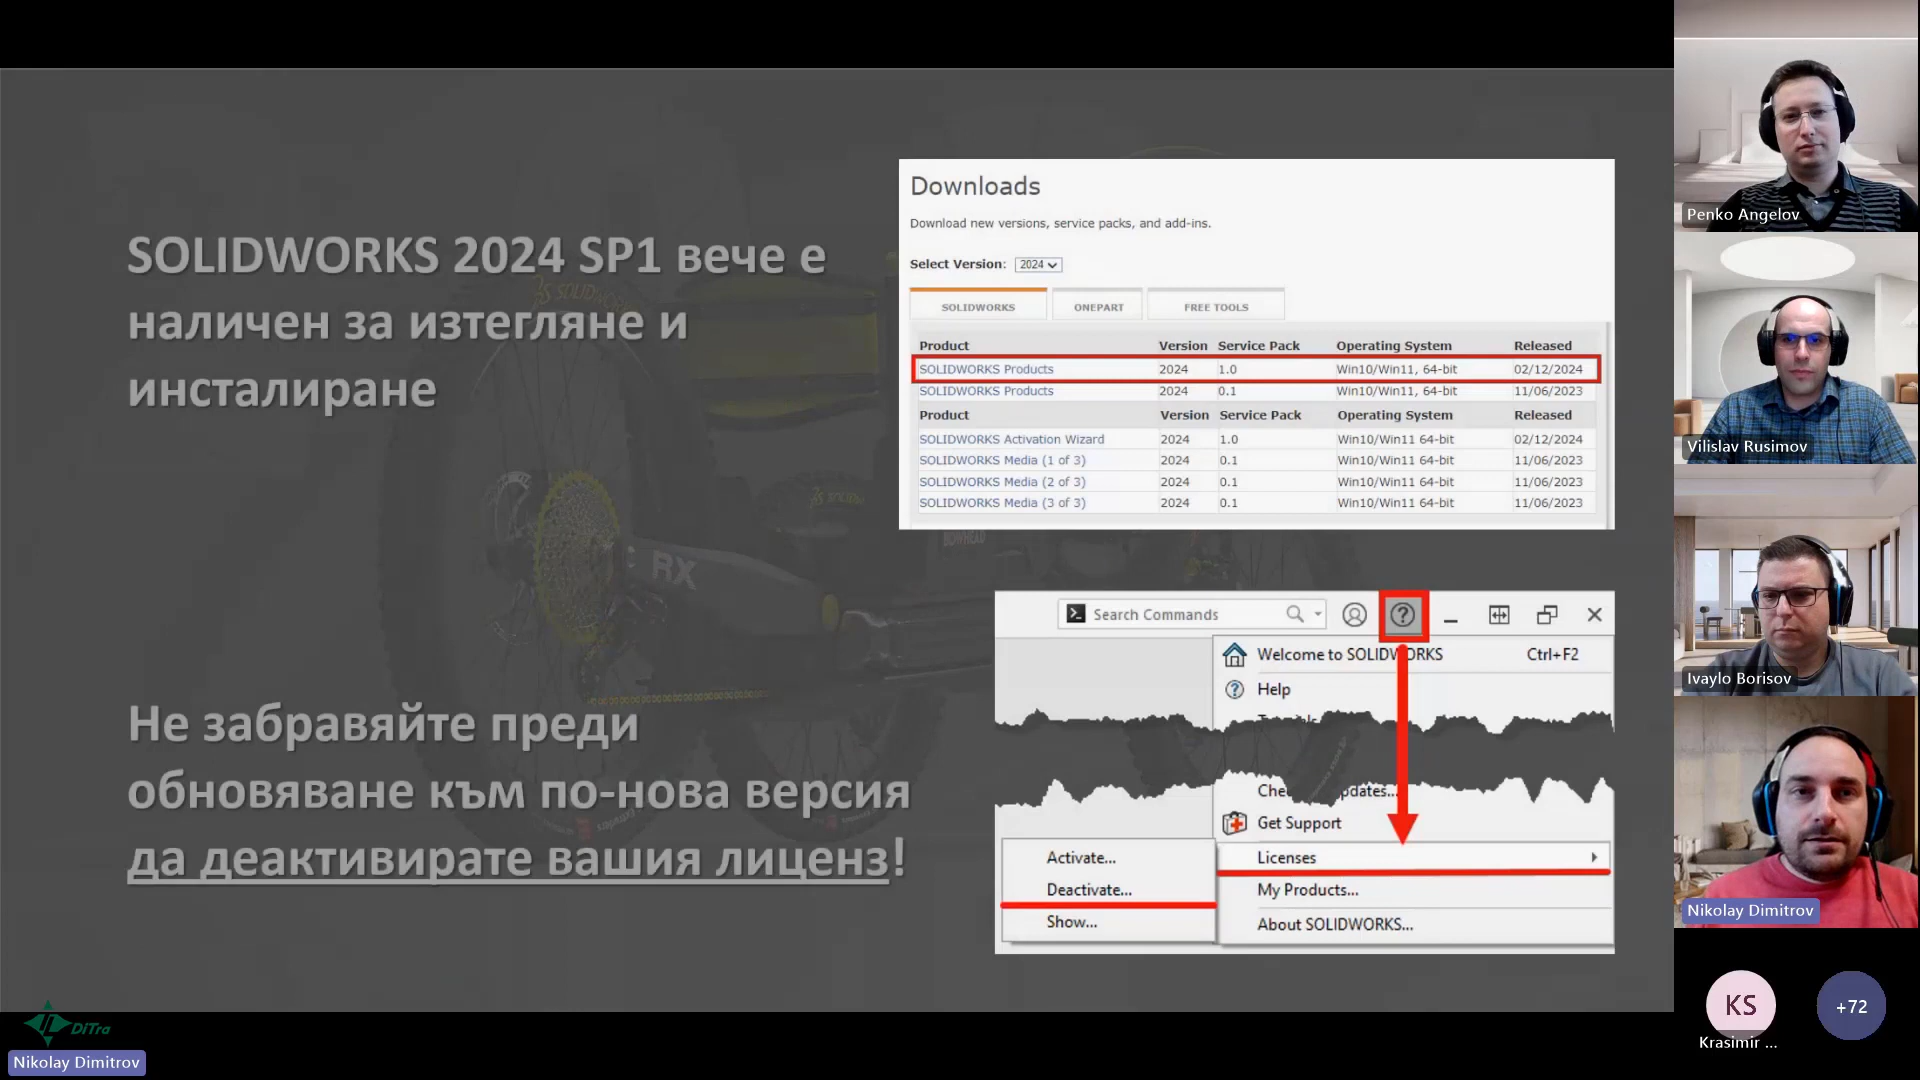 SOLIDWORKS 2024 SP1 вече е
наличен за изтегляне и
инсталиране
Не забравяйте преди
обновяване към по-нова версия
да деактивирате вашия лиценз!
Downloads
Download new versions, service packs, and add-ins.
Select Version: 2024
SOLIDWORKS ONEPART FREE TOOLS
Product Version Service Pack Operating System Released
SOLIDWORKS Products 2024 1.0 Win10/Win11, 64-bit 02/12/2024
SOLIDWORKS Products 2024 0.1 Win10/Win11, 64-bit 11/06/2023
Product Version Service Pack Operating System Released
SOLIDWORKS Activation Wizard 2024 1.0 Win10/Win11 64-bit 02/12/2024
SOLIDWORKS Media (1 of 3) 2024 0.1 Win10/Win11 64-bit 11/06/2023
SOLIDWORKS Media (2 of 3) 2024 0.1 Win10/Win11 64-bit 11/06/2023
SOLIDWORKS Media (3 of 3) 2024 0.1 Win10/Win11 64-bit 11/06/2023
RX
Search Commands
Welcome to SOLIDWORKS Ctrl+F2
Help
Get Support
Licenses
My Products...
About SOLIDWORKS...
Activate...
Deactivate...
Show...
DiTra
Nikolay Dimitrov
Penko Angelov
Vilislav Rusimov
Ivaylo Borisov
Nikolay Dimitrov
KS
Krasimir ...
+72